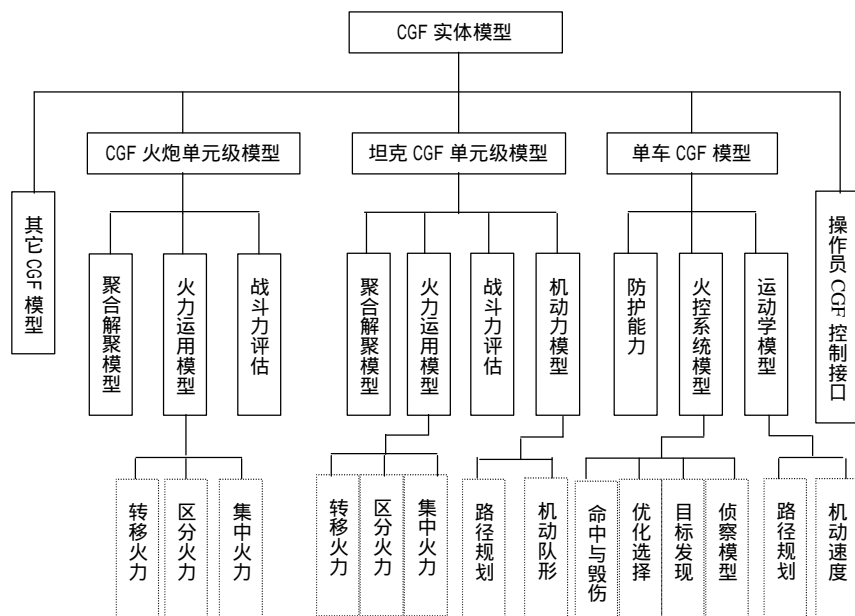 CGF 实体模型
CGF 火炮单元级模型
坦克 CGF 单元级模型
单车 CGF 模型
其它 CGF 模型
操作员 CGF 控制接口
聚合解聚模型
火力运用模型
战斗力评估
聚合解聚模型
火力运用模型
战斗力评估
机动力模型
防护能力
火控系统模型
运动学模型
转移火力
区分火力
集中火力
转移火力
区分火力
集中火力
路径规划
机动队形
命中与毁伤
优化选择
目标发现
侦察模型
路径规划
机动速度